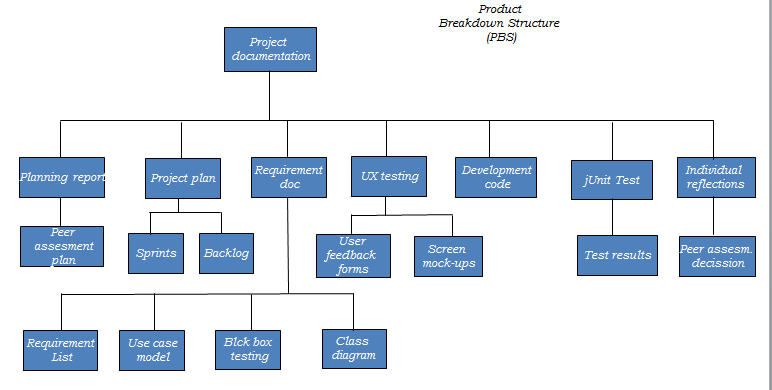 Product
Breakdown Structure
(PBS)
Project
documentation
Planning report
Project plan
Requirement
doc
UX testing
Development
code
jUnit Test
Individual
reflections
Peer
assesment
plan
Sprints
Backlog
User
feedback
forms
Screen
mock-ups
Test results
Peer assesm.
decission
Requirement
List
Use case
model
Blck box
testing
Class
diagram